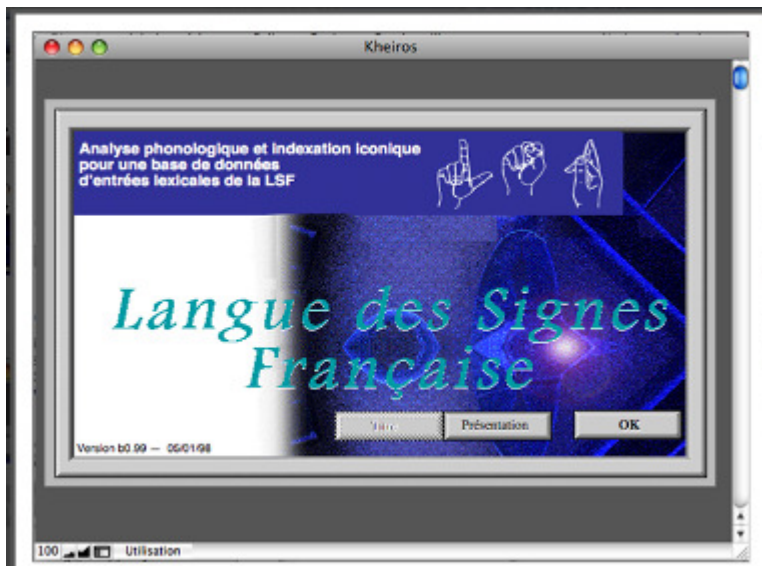 Kheiros
Analyse phonologique et indexation iconique
pour une base de données
d'entrées lexicales de la LSF
Langue des Signes
Française
Présentation
OK
Version b0.99 — 05/01/98
100
Utilisation